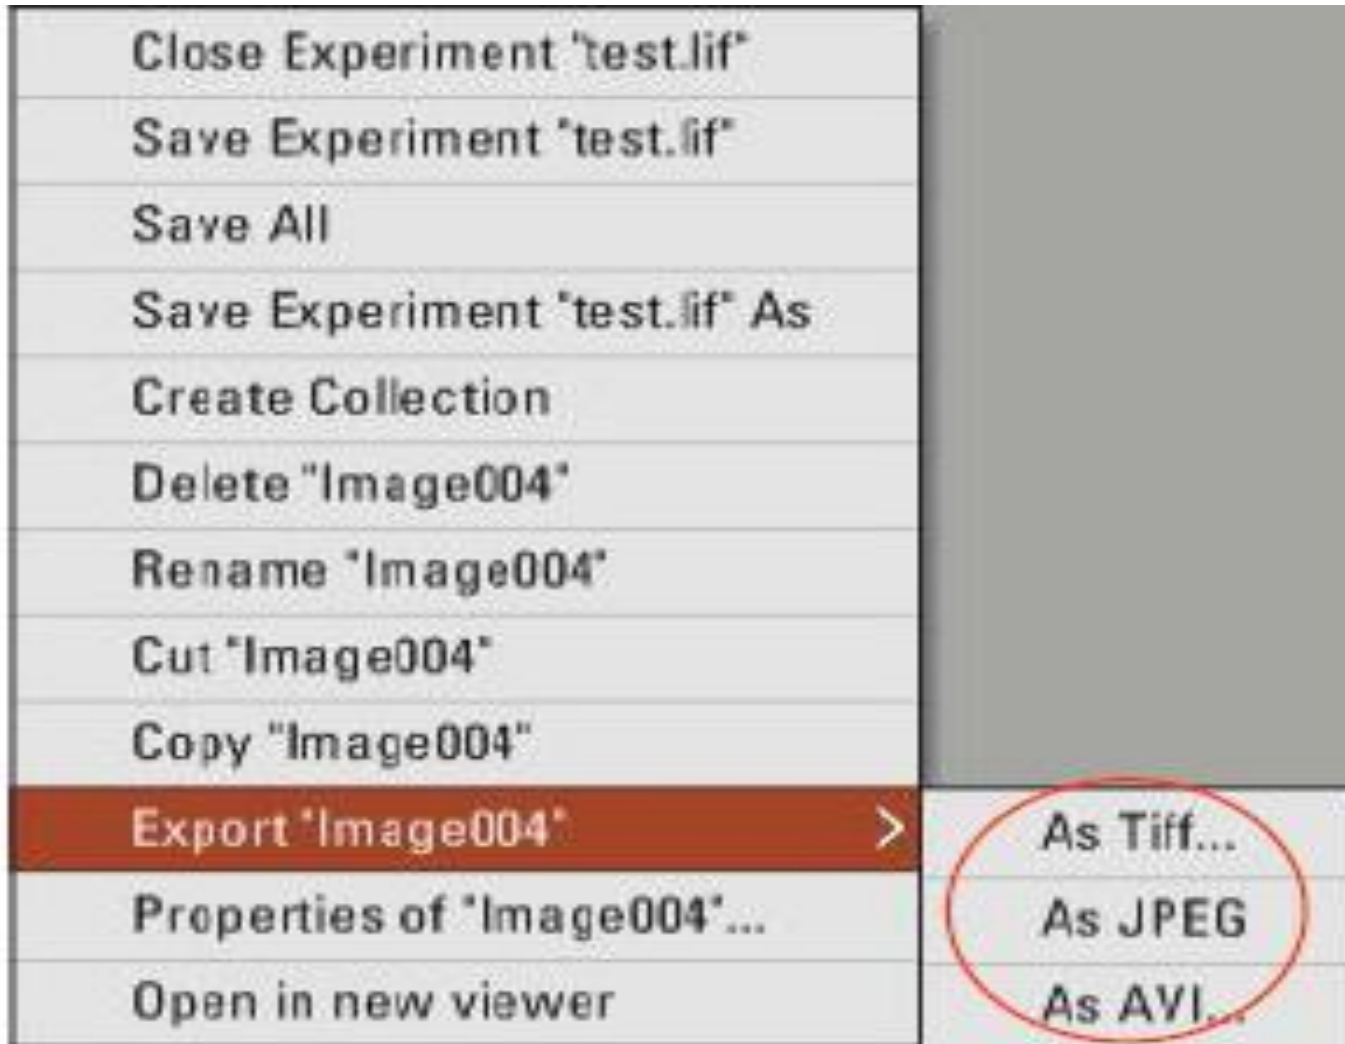 Close Experiment "test.lif"
Save Experiment "test.lif"
Save All
Save Experiment "test.lif" As
Create Collection
Delete "Image004"
Rename "Image004"
Cut "Image004"
Copy "Image004"
Export "Image004" >
As Tiff...
As JPEG
As AVI...
Properties of "Image004"...
Open in new viewer